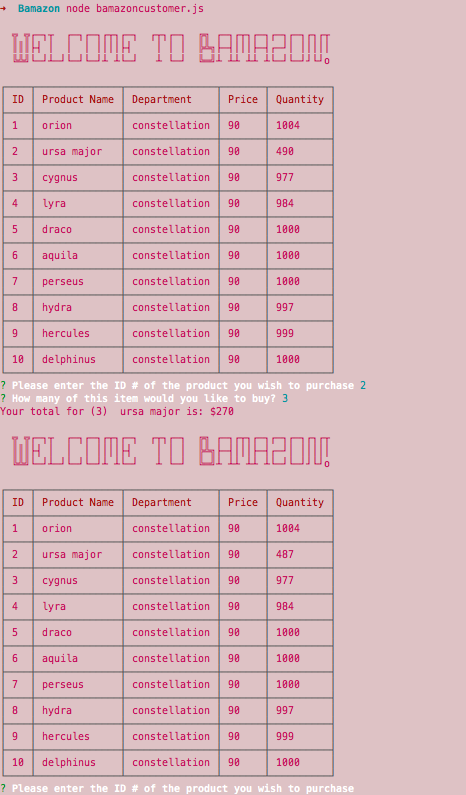 → Bamazon node bamazoncustomer.js
WELCOME TO BAMAZON.
ID Product Name Department Price Quantity
1 orion constellation 90 1004
2 ursa major constellation 90 490
3 cygnus constellation 90 977
4 lyra constellation 90 984
5 draco constellation 90 1000
6 aquila constellation 90 1000
7 perseus constellation 90 1000
8 hydra constellation 90 997
9 hercules constellation 90 999
10 delphinus constellation 90 1000
? Please enter the ID # of the product you wish to purchase 2
? How many of this item would you like to buy? 3
Your total for (3) ursa major is: $270
WELCOME TO BAMAZON.
ID Product Name Department Price Quantity
1 orion constellation 90 1004
2 ursa major constellation 90 487
3 cygnus constellation 90 977
4 lyra constellation 90 984
5 draco constellation 90 1000
6 aquila constellation 90 1000
7 perseus constellation 90 1000
8 hydra constellation 90 997
9 hercules constellation 90 999
10 delphinus constellation 90 1000
? Please enter the ID # of the product you wish to purchase